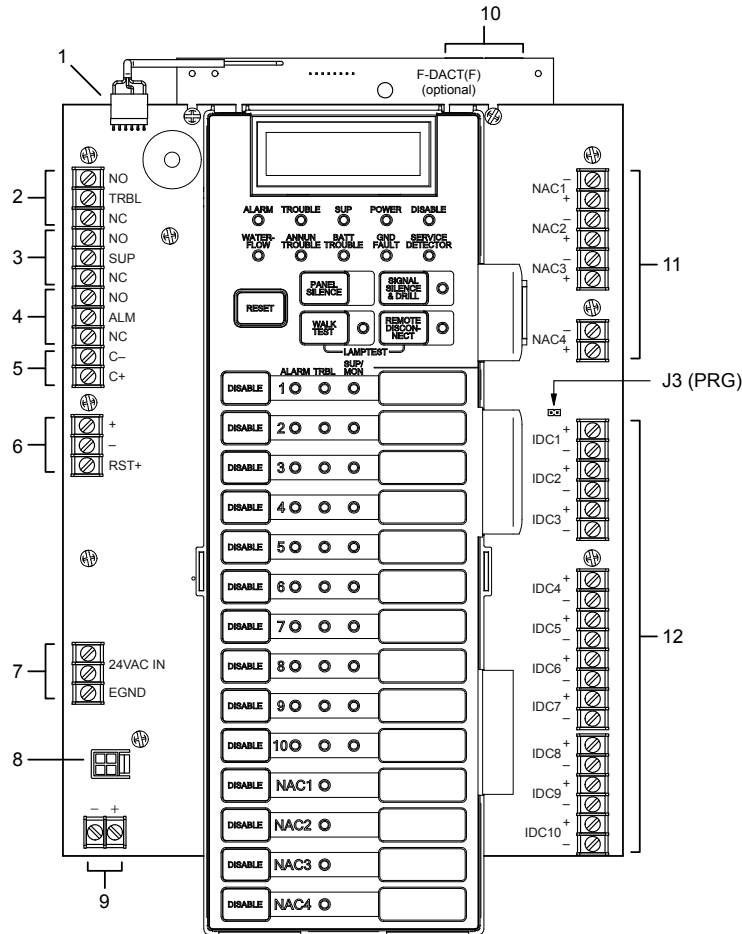 10
1
F-DACT(F)
(optional)
2
NO
TRBL
NC
3
NO
SUP
NC
4
NO
ALM
NC
5
C–
C+
6
+
–
RST+
7
24VAC IN
EGND
8
– +
9
ALARM TROUBLE SUP POWER DISABLE
WATER-FLOW ANNUN TROUBLE BATT TROUBLE GND FAULT SERVICE DETECTOR
RESET
PANEL SILENCE
SIGNAL SILENCE & DRILL
WALK TEST
REMOTE DISCON-NECT
LAMPTEST
ALARM TRBL SUP/MON
DISABLE 1
DISABLE 2
DISABLE 3
DISABLE 4
DISABLE 5
DISABLE 6
DISABLE 7
DISABLE 8
DISABLE 9
DISABLE 10
DISABLE NAC1
DISABLE NAC2
DISABLE NAC3
DISABLE NAC4
NAC1 – +
NAC2 – +
NAC3 – +
NAC4 – +
11
J3 (PRG)
IDC1 + –
IDC2 + –
IDC3 + –
IDC4 + –
IDC5 + –
IDC6 + –
IDC7 + –
IDC8 + –
IDC9 + –
IDC10 + –
12